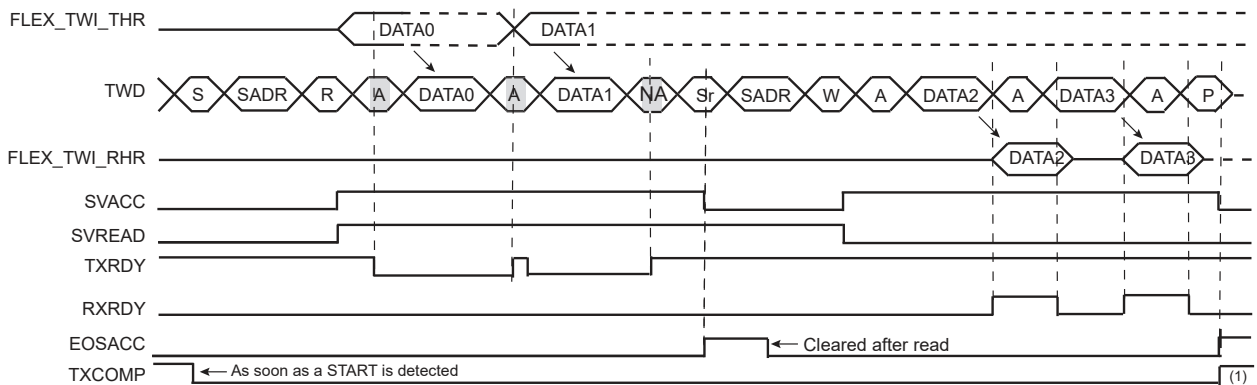 FLEX_TWI_THR DATA0 DATA1
TWD S SADR R A DATA0 A DATA1 NA Sr SADR W A DATA2 A DATA3 A P
FLEX_TWI_RHR DATA2 DATA3
SVACC
SVREAD
TXRDY
RXRDY
EOSACC Cleared after read
TXCOMP As soon as a START is detected (1)